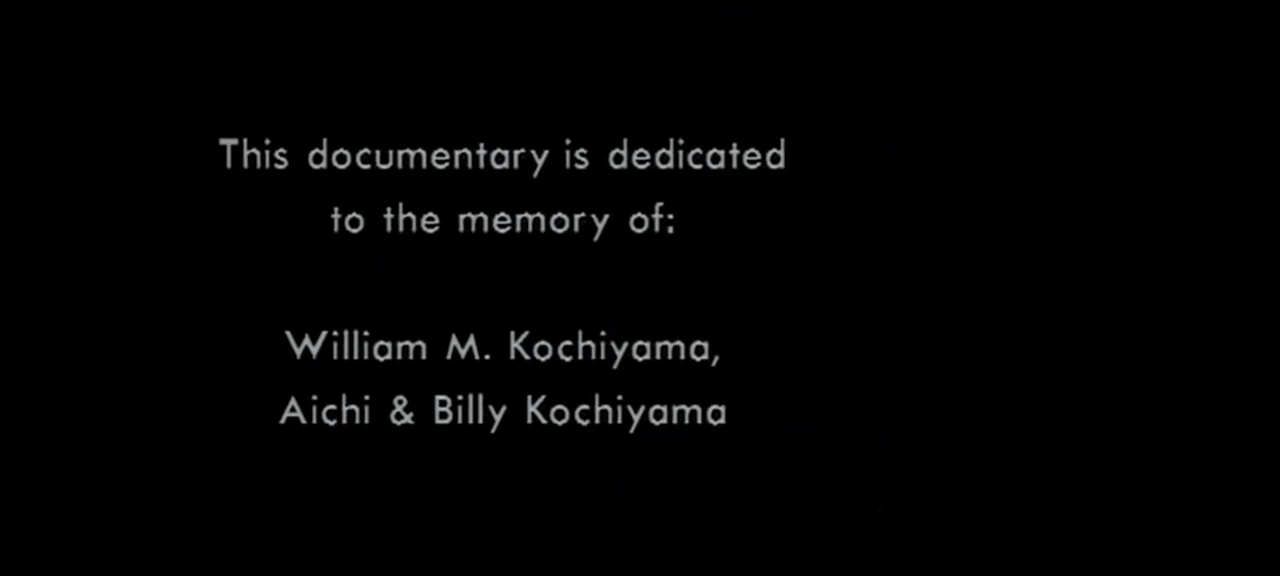 This documentary is dedicated
to the memory of:
William M. Kochiyama,
Aichi & Billy Kochiyama